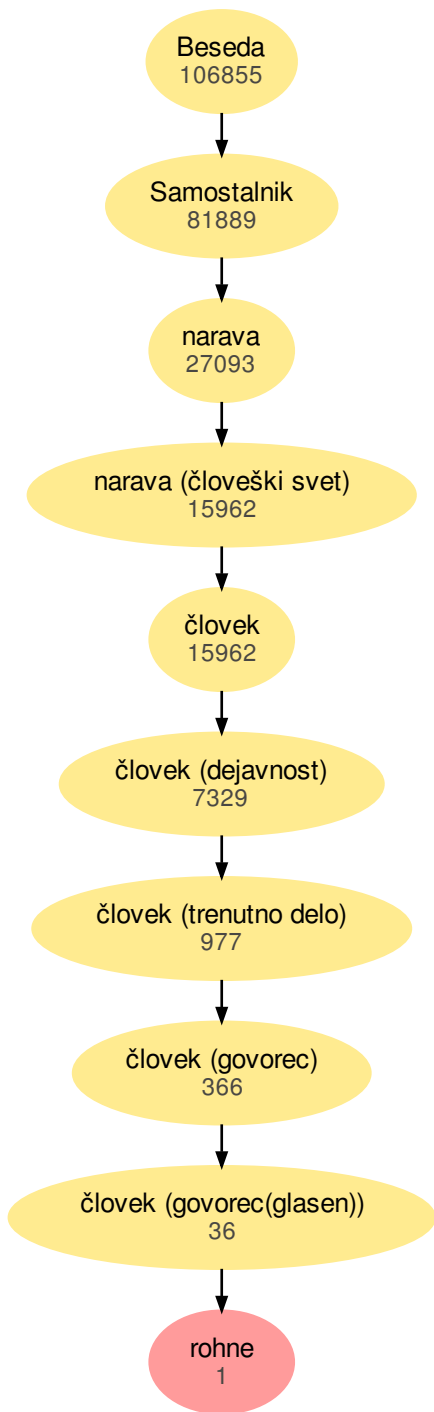 Beseda
106855
Samostalnik
81889
narava
27093
narava (človeški svet)
15962
človek
15962
človek (dejavnost)
7329
človek (trenutno delo)
977
človek (govorec)
366
človek (govorec(glasen))
36
rohne
1